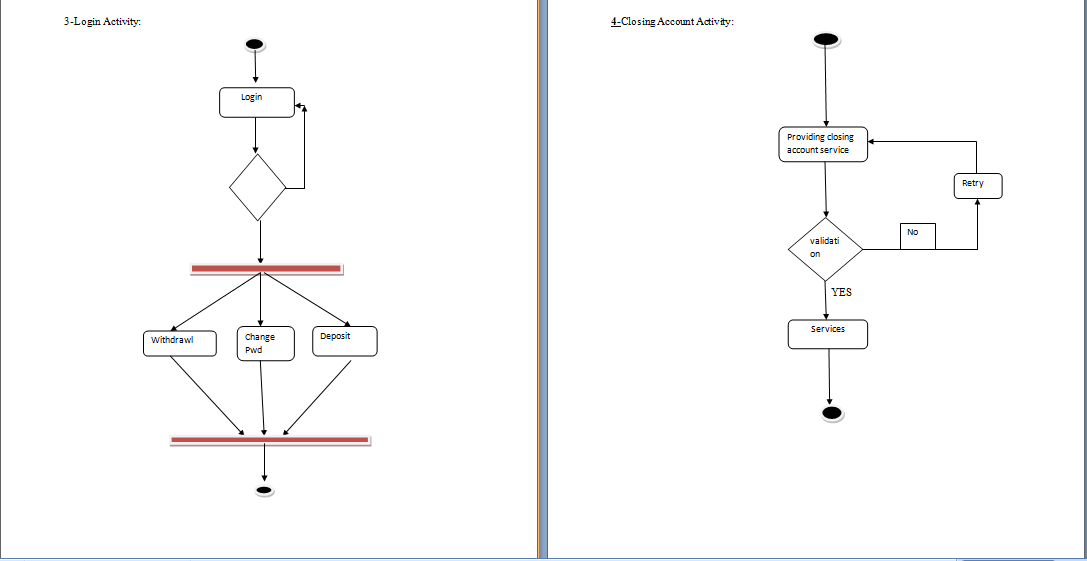 3-Login Activity:
Login
Withdrawl
Change
Pwd
Deposit
4-Closing Account Activity:
Providing closing
account service
Retry
No
validati
on
YES
Services